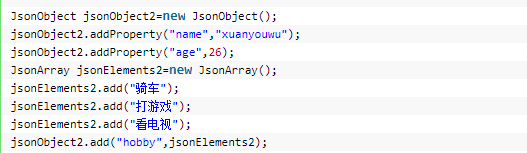 JsonObject jsonObject2=new JsonObject();
jsonObject2.addProperty("name","xuanyouwu");
jsonObject2.addProperty("age",26);
JsonArray jsonElements2=new JsonArray();
jsonElements2.add("骑车");
jsonElements2.add("打游戏");
jsonElements2.add("看电视");
jsonObject2.add("hobby",jsonElements2);